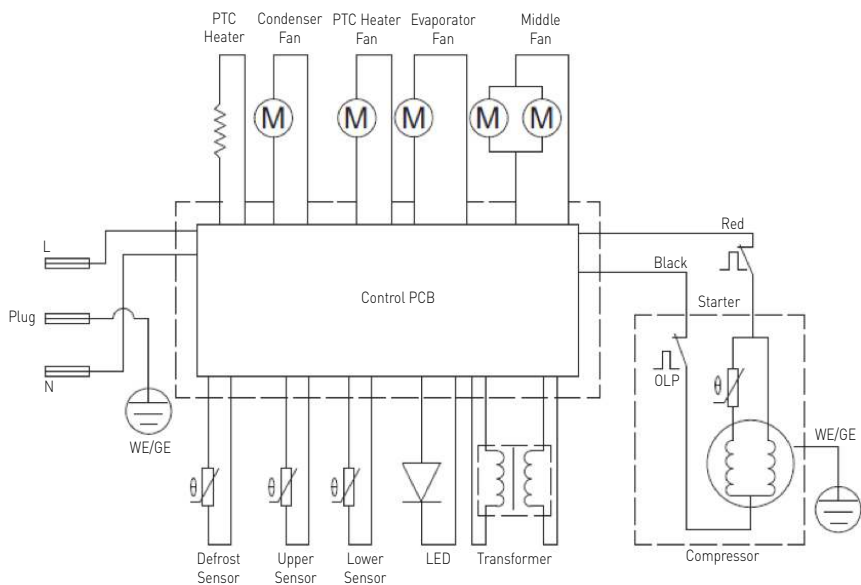 PTC
Heater
Condenser
Fan
PTC Heater
Fan
Evaporator
Fan
Middle
Fan
M
M
M
M
M
L
Red
Black
Control PCB
Starter
Plug
N
OLP
θ
WE/GE
WE/GE
θ
θ
θ
Defrost
Sensor
Upper
Sensor
Lower
Sensor
LED
Transformer
Compressor